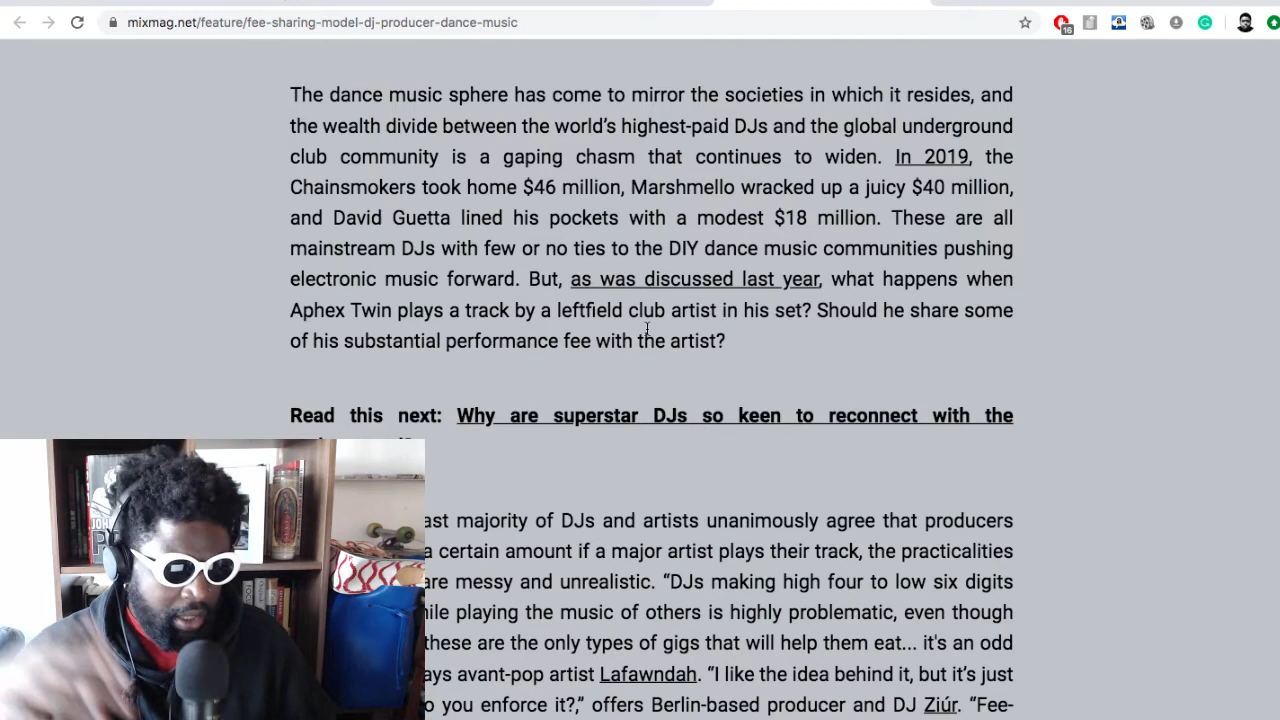 mixmag.net/feature/fee-sharing-model-dj-producer-dance-music
16
The dance music sphere has come to mirror the societies in which it resides, and
the wealth divide between the world's highest-paid DJs and the global underground
club community is a gaping chasm that continues to widen. In 2019, the
Chainsmokers took home $46 million, Marshmello wracked up a juicy $40 million,
and David Guetta lined his pockets with a modest $18 million. These are all
mainstream DJs with few or no ties to the DIY dance music communities pushing
electronic music forward. But, as was discussed last year, what happens when
Aphex Twin plays a track by a leftfield club artist in his set? Should he share some
of his substantial performance fee with the artist?
Read this next: Why are superstar DJs so keen to reconnect with the
ast majority of DJs and artists unanimously agree that producers
a certain amount if a major artist plays their track, the practicalities
are messy and unrealistic. “DJs making high four to low six digits
hile playing the music of others is highly problematic, even though
these are the only types of gigs that will help them eat... it's an odd
ays avant-pop artist Lafawndah. “I like the idea behind it, but it’s just
o you enforce it?,” offers Berlin-based producer and DJ Ziúr. “Fee-